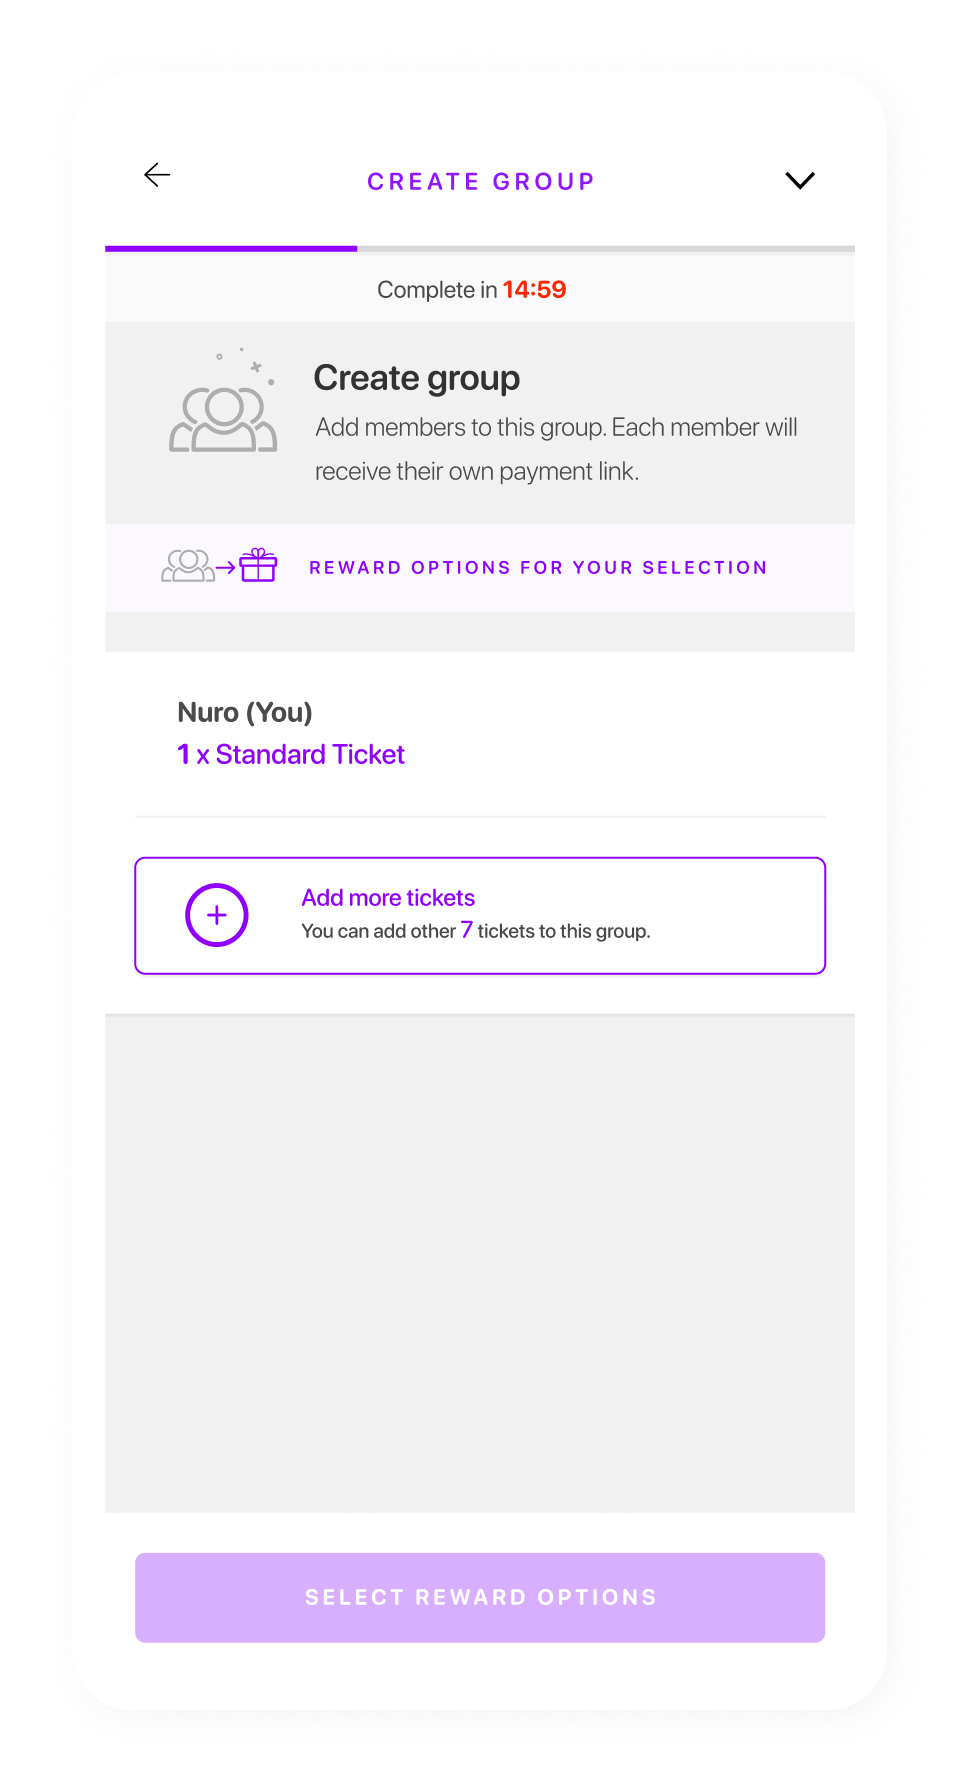 CREATE GROUP
Complete in 14:59
Create group
Add members to this group. Each member will
receive their own payment link.
REWARD OPTIONS FOR YOUR SELECTION
Nuro (You)
1 x Standard Ticket
Add more tickets
You can add other 7 tickets to this group.
SELECT REWARD OPTIONS